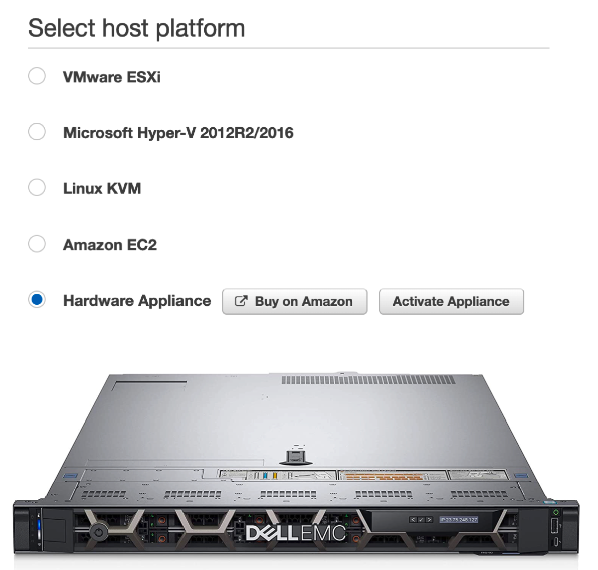 Select host platform
VMware ESXi
Microsoft Hyper-V 2012R2/2016
Linux KVM
Amazon EC2
Hardware Appliance Buy on Amazon Activate Appliance
DELLEMC